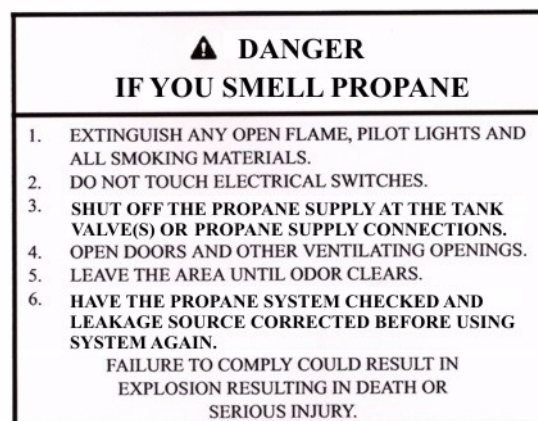 DANGER
IF YOU SMELL PROPANE
1. EXTINGUISH ANY OPEN FLAME, PILOT LIGHTS AND
ALL SMOKING MATERIALS.
2. DO NOT TOUCH ELECTRICAL SWITCHES.
3. SHUT OFF THE PROPANE SUPPLY AT THE TANK
VALVE(S) OR PROPANE SUPPLY CONNECTIONS.
4. OPEN DOORS AND OTHER VENTILATING OPENINGS.
5. LEAVE THE AREA UNTIL ODOR CLEARS.
6. HAVE THE PROPANE SYSTEM CHECKED AND
LEAKAGE SOURCE CORRECTED BEFORE USING
SYSTEM AGAIN.
FAILURE TO COMPLY COULD RESULT IN
EXPLOSION RESULTING IN DEATH OR
SERIOUS INJURY.